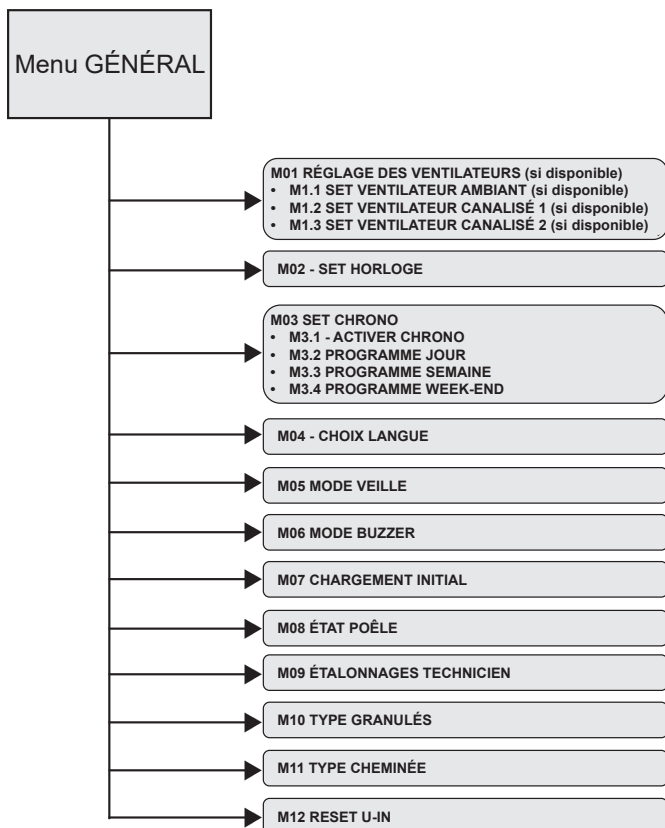 Menu GÉNÉRAL
M01 RÉGLAGE DES VENTILATEURS (si disponible)
• M1.1 SET VENTILATEUR AMBIANT (si disponible)
• M1.2 SET VENTILATEUR CANALISÉ 1 (si disponible)
• M1.3 SET VENTILATEUR CANALISÉ 2 (si disponible)
M02 - SET HORLOGE
M03 SET CHRONO
• M3.1 - ACTIVER CHRONO
• M3.2 PROGRAMME JOUR
• M3.3 PROGRAMME SEMAINE
• M3.4 PROGRAMME WEEK-END
M04 - CHOIX LANGUE
M05 MODE VEILLE
M06 MODE BUZZER
M07 CHARGEMENT INITIAL
M08 ÉTAT POÊLE
M09 ÉTALONNAGES TECHNICIEN
M10 TYPE GRANULÉS
M11 TYPE CHEMINÉE
M12 RESET U-IN